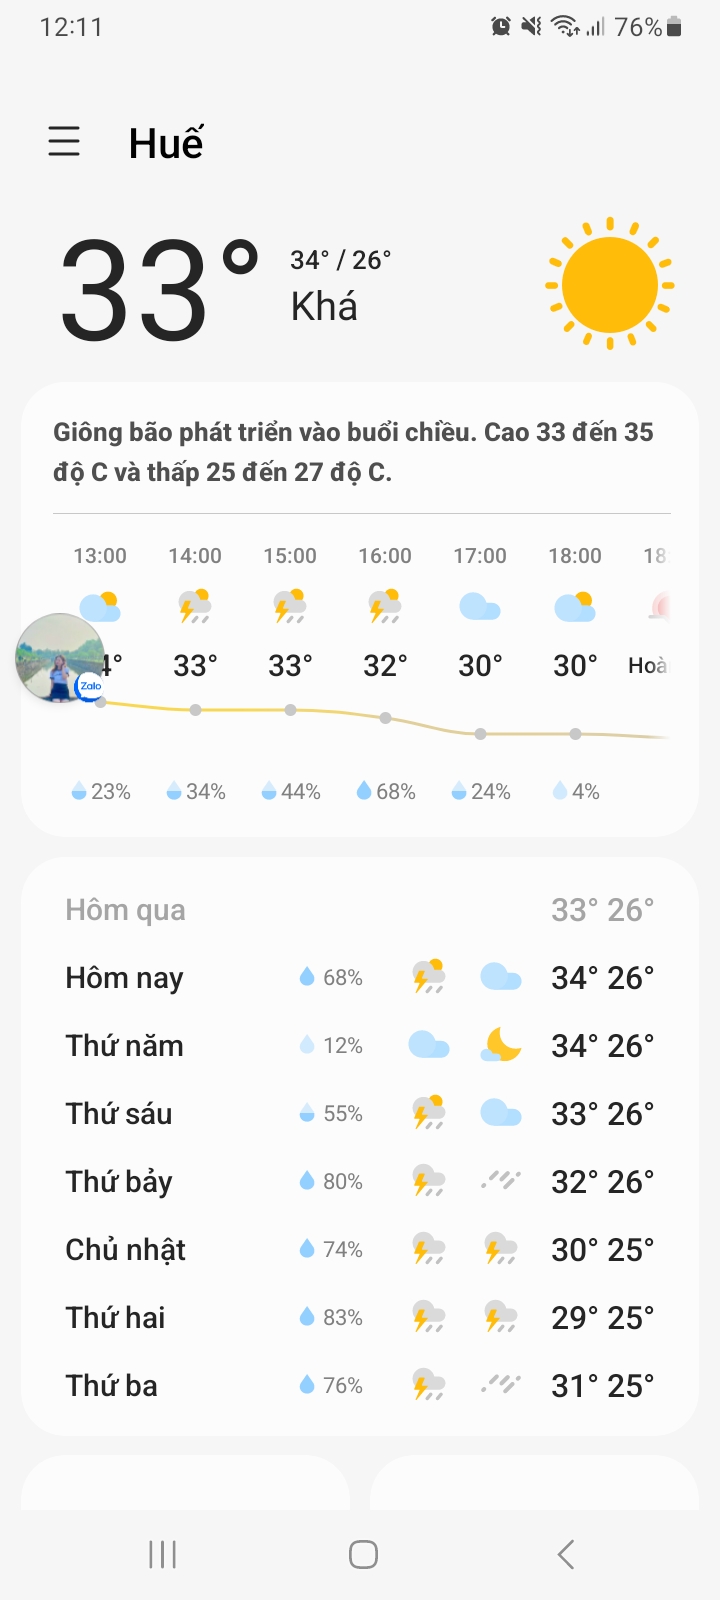 12:11
76%
Huế
33°
34° / 26°
Khá
Giông bão phát triển vào buổi chiều. Cao 33 đến 35
độ C và thấp 25 đến 27 độ C.
13:00 14:00 15:00 16:00 17:00 18:00 18:
4° 33° 33° 32° 30° 30° Hoà
Zalo
23% 34% 44% 68% 24% 4%
Hôm qua 33° 26°
Hôm nay 68% 34° 26°
Thứ năm 12% 34° 26°
Thứ sáu 55% 33° 26°
Thứ bảy 80% 32° 26°
Chủ nhật 74% 30° 25°
Thứ hai 83% 29° 25°
Thứ ba 76% 31° 25°